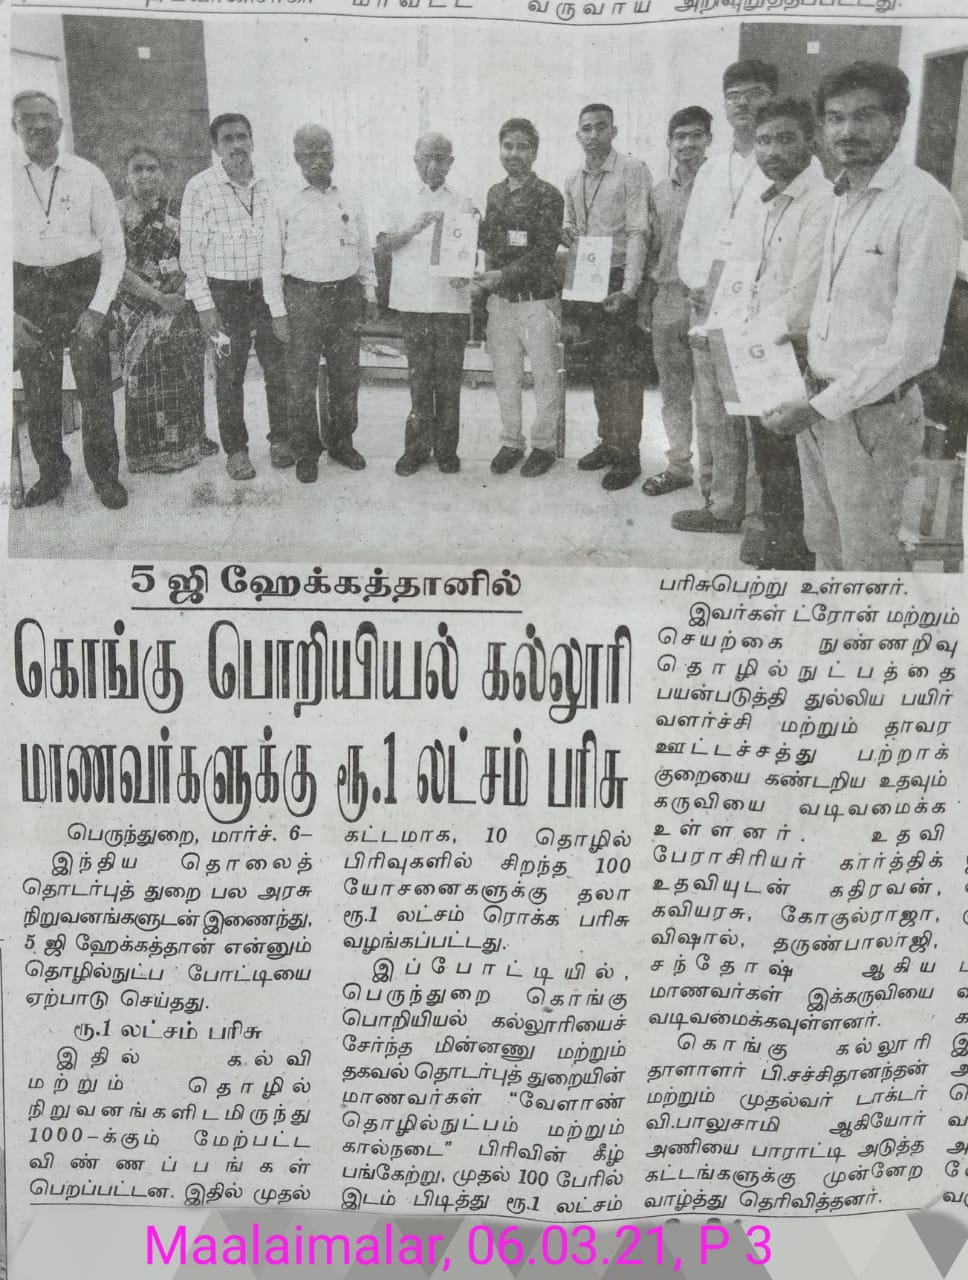 மாவட்ட வருவாய் அறிவுறுத்தப்பட்டது.
5 ஜி ஹேக்கத்தானில்
கொங்கு பொறியியல் கல்லூரி
மாணவர்களுக்கு ரூ.1 லட்சம் பரிசு
பெருந்துறை, மார்ச். 6–
இந்திய தொலைத்
தொடர்புத் துறை பல அரசு
நிறுவனங்களுடன் இணைந்து,
5 ஜி ஹேக்கத்தான் என்னும்
தொழில்நுட்ப போட்டியை
ஏற்பாடு செய்தது.
ரூ.1 லட்சம் பரிசு
இதில் கல்வி
மற்றும் தொழில்
நிறுவனங்களிடமிருந்து
1000–க்கும் மேற்பட்ட
விண்ணப்பங்கள்
பெறப்பட்டன. இதில் முதல்
கட்டமாக, 10 தொழில்
பிரிவுகளில் சிறந்த 100
யோசனைகளுக்கு தலா
ரூ.1 லட்சம் ரொக்க பரிசு
வழங்கப்பட்டது.
இப்போட்டியில்,
பெருந்துறை கொங்கு
பொறியியல் கல்லூரியைச்
சேர்ந்த மின்னணு மற்றும்
தகவல் தொடர்புத் துறையின்
மாணவர்கள் "வேளாண்
தொழில்நுட்பம் மற்றும்
கால்நடை" பிரிவின் கீழ்
பங்கேற்று, முதல் 100 பேரில்
இடம் பிடித்து ரூ.1 லட்சம்
பரிசுபெற்று உள்ளனர்.
இவர்கள் ட்ரோன் மற்றும்
செயற்கை நுண்ணறிவு
தொழில்நுட்பத்தை
பயன்படுத்தி துல்லிய பயிர்
வளர்ச்சி மற்றும் தாவர
ஊட்டச்சத்து பற்றாக்
குறையை கண்டறிய உதவும்
கருவியை வடிவமைக்க
உள்ளனர். உதவி
பேராசிரியர் கார்த்திக்
உதவியுடன் கதிரவன்,
கவியரசு, கோகுல்ராஜா,
விஷால், தருண்பாலாஜி,
சந்தோஷ் ஆகிய
மாணவர்கள் இக்கருவியை
வடிவமைக்கவுள்ளனர்.
கொங்கு கல்லூரி
தாளாளர் பி.சச்சிதானந்தன்
மற்றும் முதல்வர் டாக்டர்
வி.பாலுசாமி ஆகியோர்
அணியை பாராட்டி அடுத்த
கட்டங்களுக்கு முன்னேற
வாழ்த்து தெரிவித்தனர்.
Maalaimalar, 06.03.21, P 3